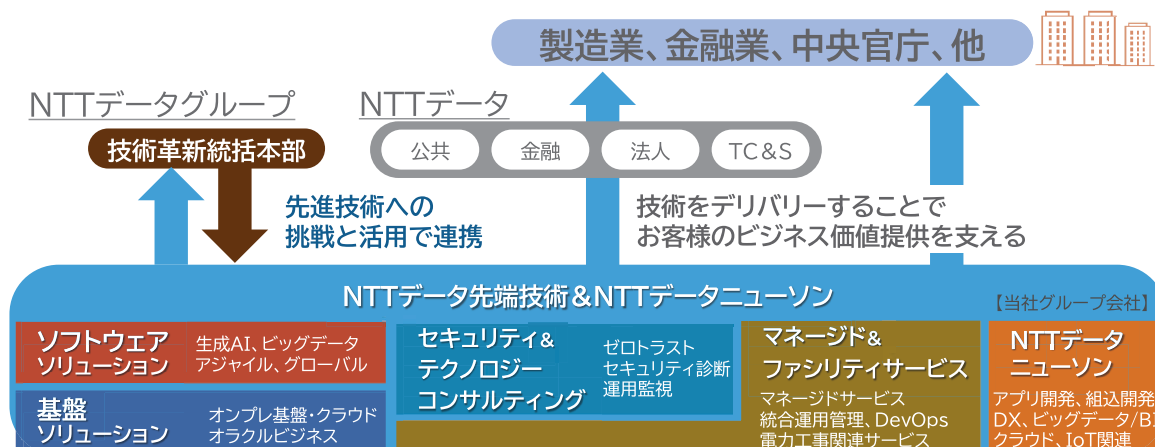 製造業、金融業、中央官庁、他
NTTデータグループ
NTTデータ
技術革新統括本部
公共
金融
法人
TC&S
先進技術への
挑戦と活用で連携
技術をデリバリーすることで
お客様のビジネス価値提供を支える
NTTデータ先端技術&NTTデータニューソン
【当社グループ会社】
ソフトウェア
ソリューション
生成AI、ビッグデータ
アジャイル、グローバル
基盤
ソリューション
オンプレ基盤・クラウド
オラクルビジネス
セキュリティ&
テクノロジー
コンサルティング
ゼロトラスト
セキュリティ診断
運用監視
マネージド&
ファシリティサービス
マネージドサービス
統合運用管理、DevOps
電力工事関連サービス
NTTデータ
ニューソン
アプリ開発、組込開発
DX、ビッグデータ/BI
クラウド、IoT関連